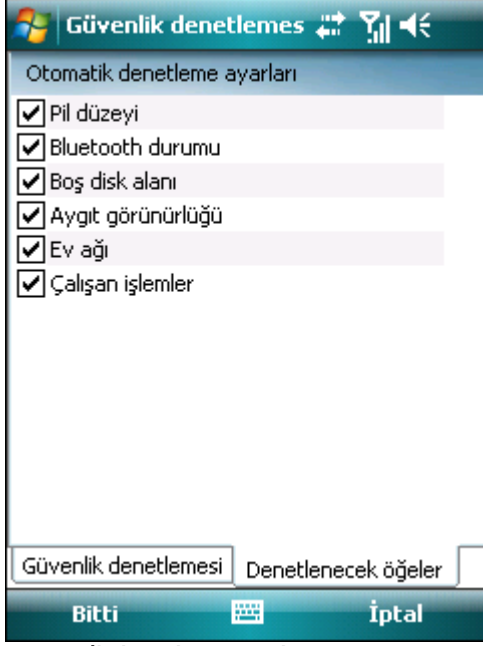 Güvenlik denetlemes
Otomatik denetleme ayarları
Pil düzeyi
Bluetooth durumu
Boş disk alanı
Aygıt görünürlüğü
Ev ağı
Çalışan işlemler
Güvenlik denetlemesi Denetlenecek öğeler
Bitti İptal